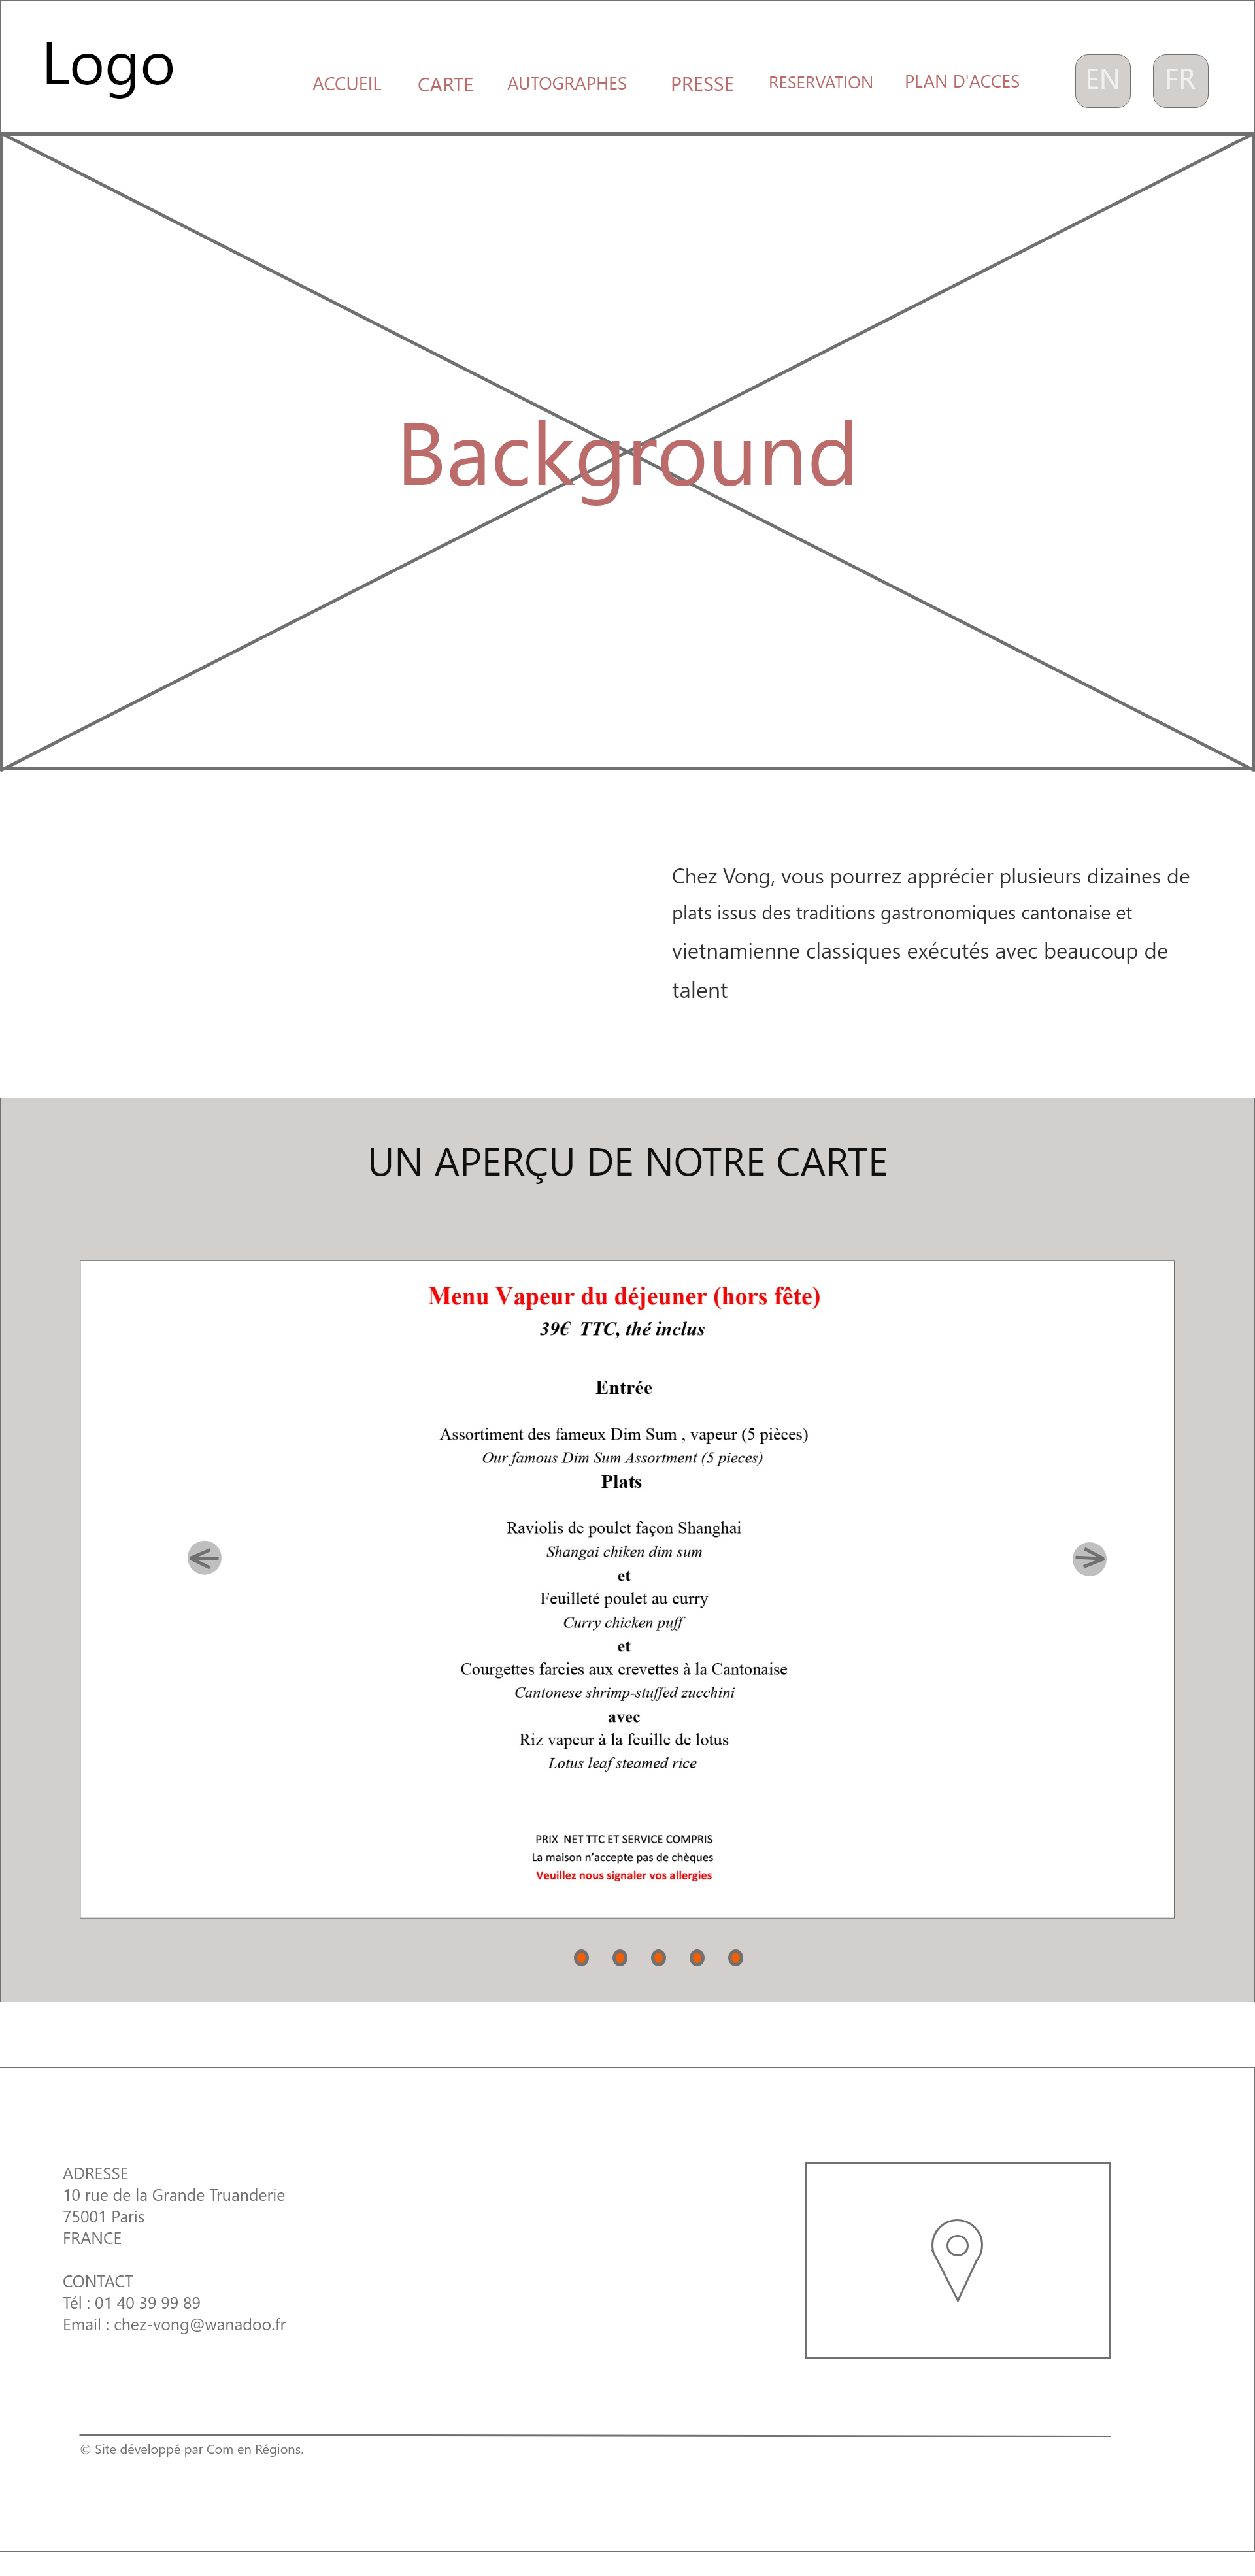 Logo
ACCUEIL CARTE AUTOGRAPHES PRESSE RESERVATION PLAN D'ACCES EN FR
Background
Chez Vong, vous pourrez apprécier plusieurs dizaines de
plats issus des traditions gastronomiques cantonaise et
vietnamienne classiques exécutés avec beaucoup de
talent
UN APERÇU DE NOTRE CARTE
Menu Vapeur du déjeuner (hors fête)
39€ TTC, thé inclus
Entrée
Assortiment des fameux Dim Sum , vapeur (5 pièces)
Our famous Dim Sum Assortment (5 pieces)
Plats
Raviolis de poulet façon Shanghai
Shangai chiken dim sum
et
Feuilleté poulet au curry
Curry chicken puff
et
Courgettes farcies aux crevettes à la Cantonaise
Cantonese shrimp-stuffed zucchini
avec
Riz vapeur à la feuille de lotus
Lotus leaf steamed rice
PRIX NET TTC ET SERVICE COMPRIS
La maison n'accepte pas de chèques
Veuillez nous signaler vos allergies
ADRESSE
10 rue de la Grande Truanderie
75001 Paris
FRANCE
CONTACT
Tél : 01 40 39 99 89
Email : chez-vong@wanadoo.fr
© Site développé par Com en Régions.